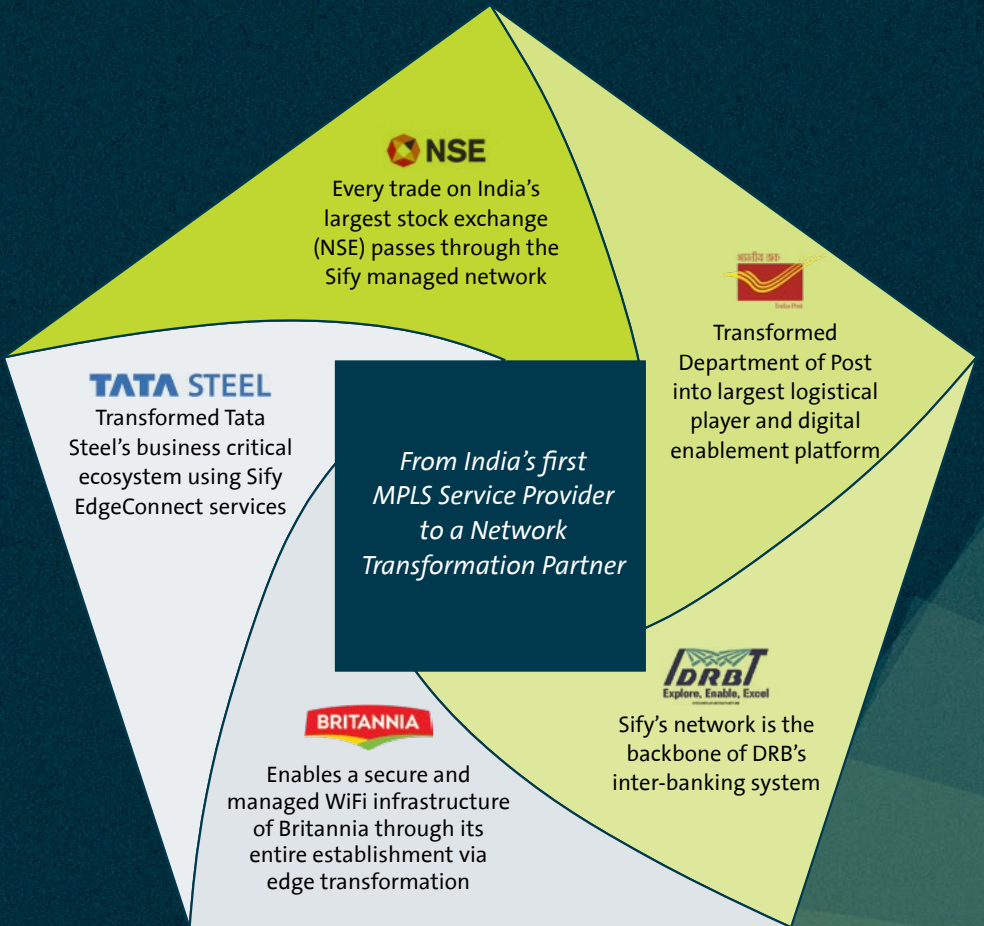 NSE
Every trade on India's
largest stock exchange
(NSE) passes through the
Sify managed network
भारतीय डाक
India Post
Transformed
Department of Post
into largest logistical
player and digital
enablement platform
TATA STEEL
Transformed Tata
Steel's business critical
ecosystem using Sify
EdgeConnect services
From India's first
MPLS Service Provider
to a Network
Transformation Partner
IDRBT
Explore, Enable, Excel
Sify's network is the
backbone of DRB's
inter-banking system
BRITANNIA
Enables a secure and
managed WiFi infrastructure
of Britannia through its
entire establishment via
edge transformation